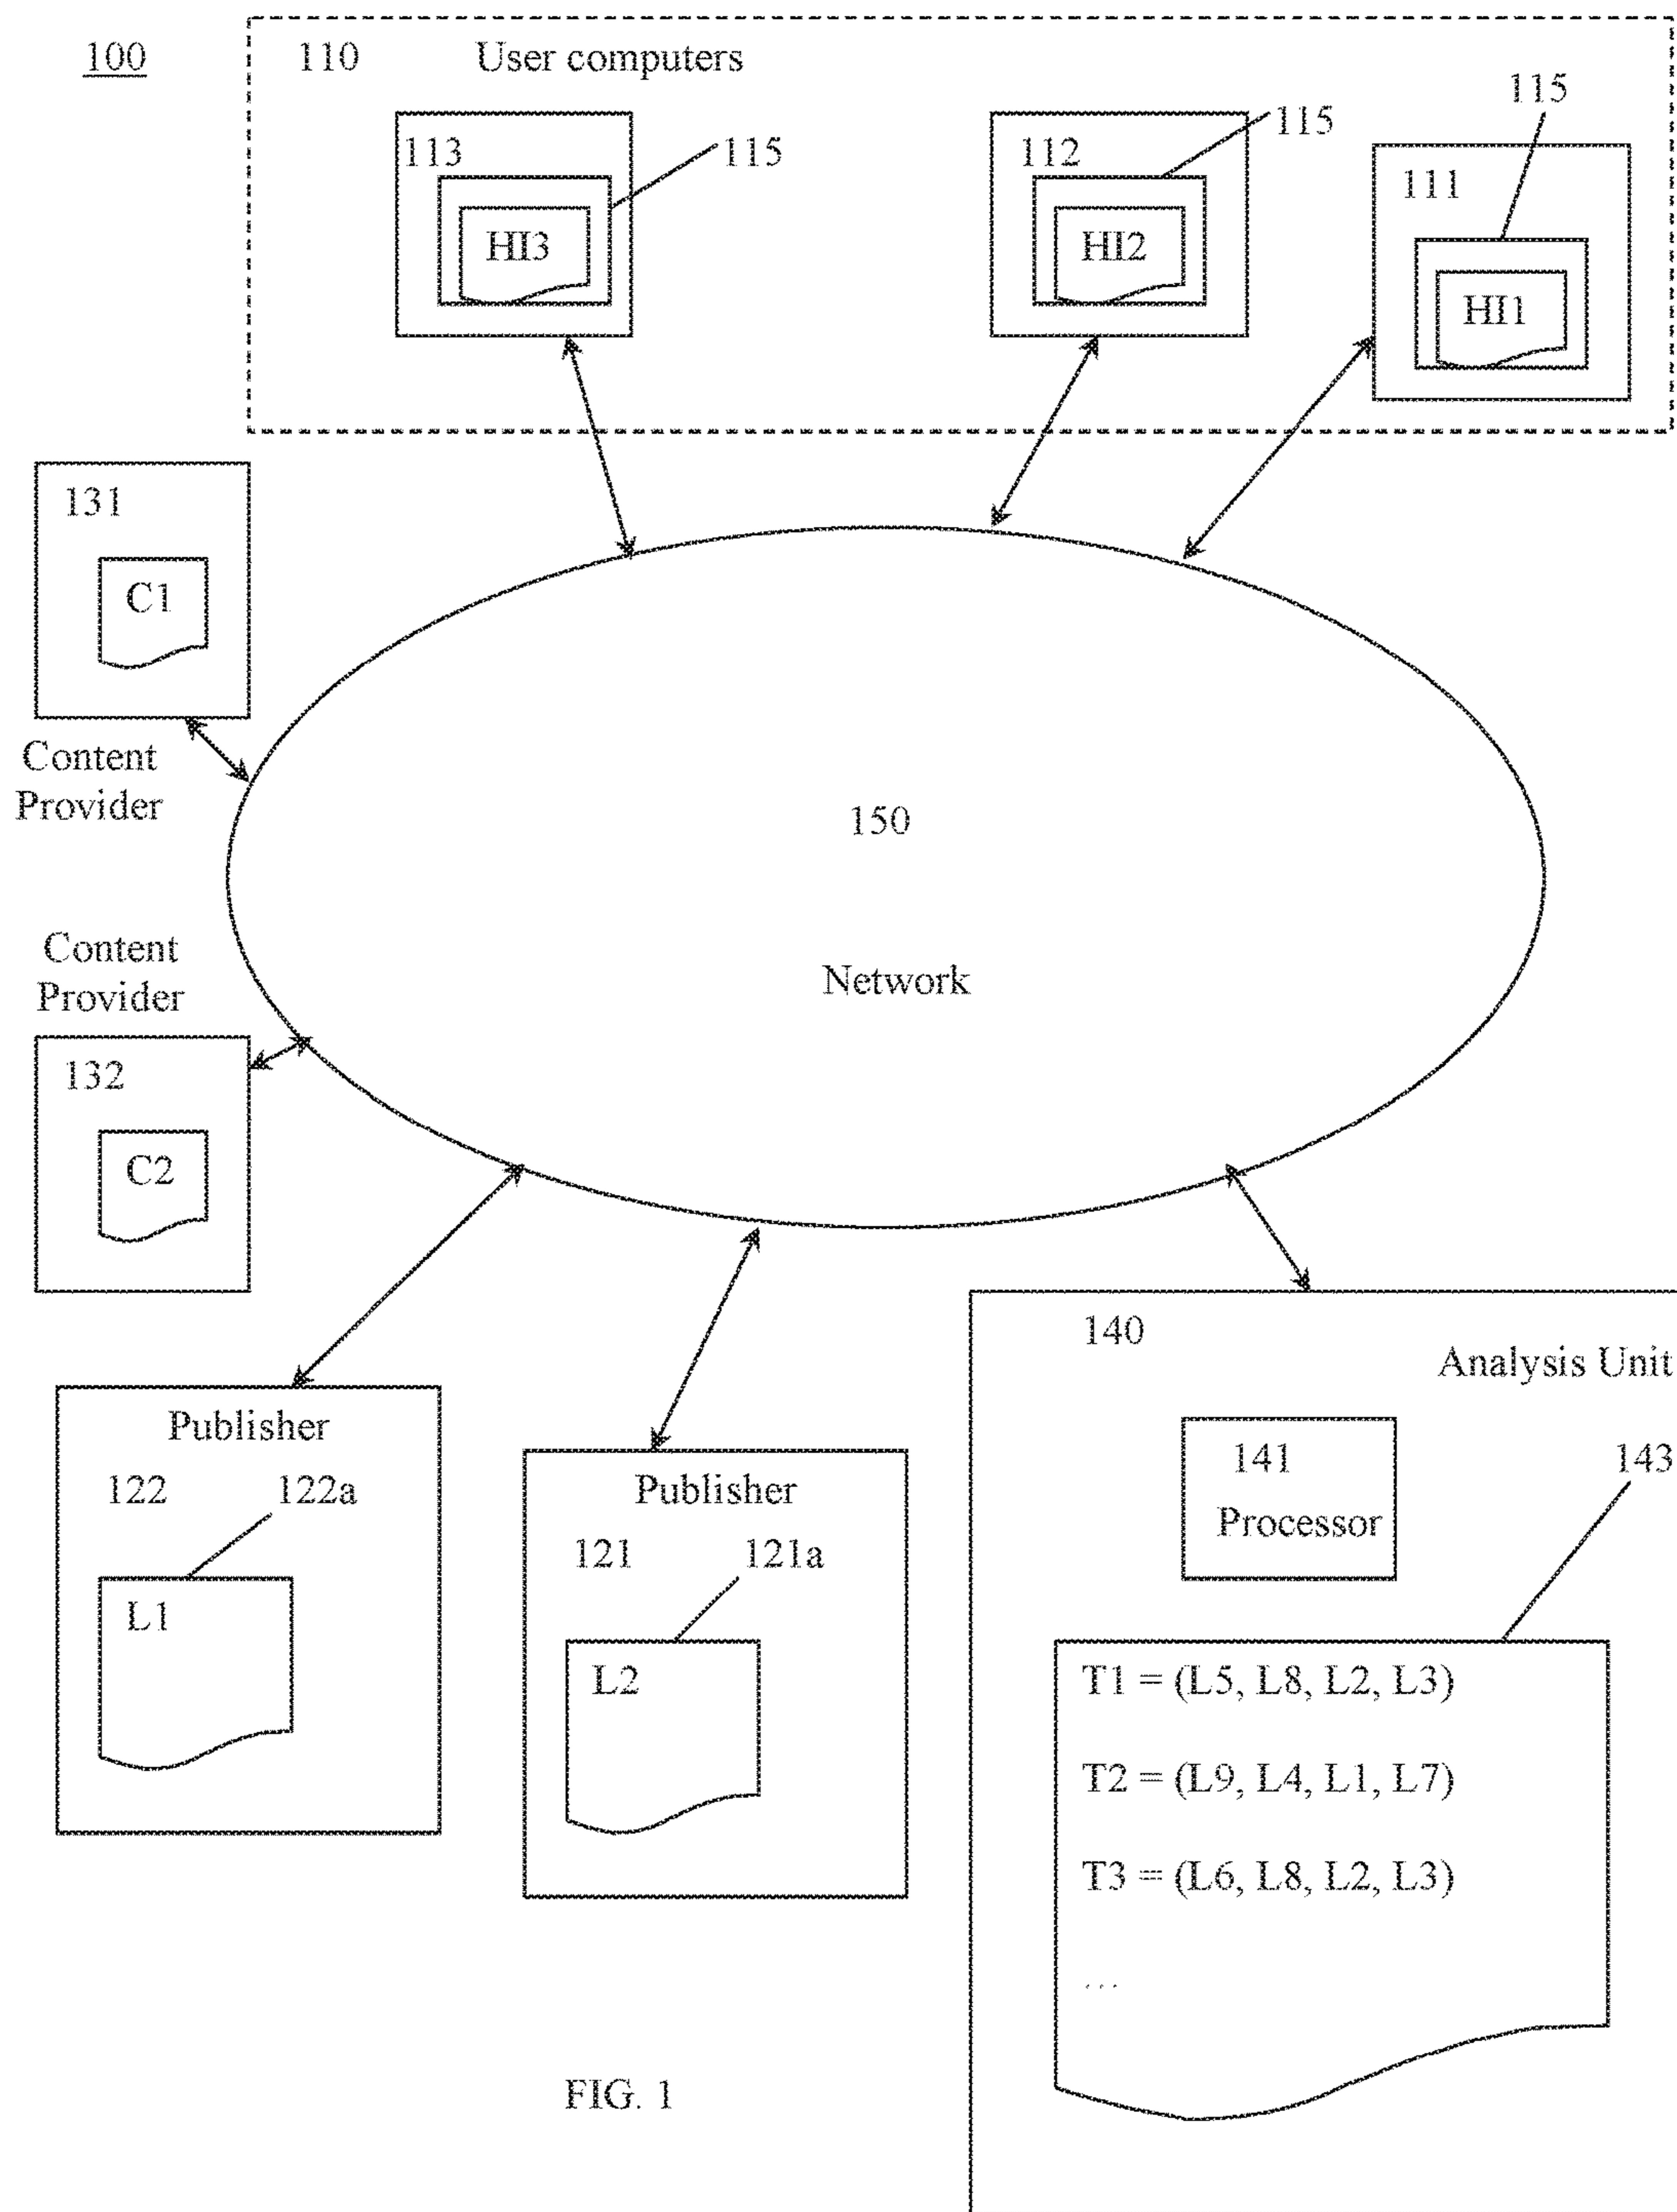 100
110 User computers
115
115
115
113
112
111
HI3
HI2
HI1
131
C1
Content
Provider
150
Network
Content
Provider
132
C2
140
Analysis Unit
Publisher
122 122a
L1
Publisher
121 121a
L2
141
Processor
143
T1 = (L5, L8, L2, L3)
T2 = (L9, L4, L1, L7)
T3 = (L6, L8, L2, L3)
...
FIG. 1